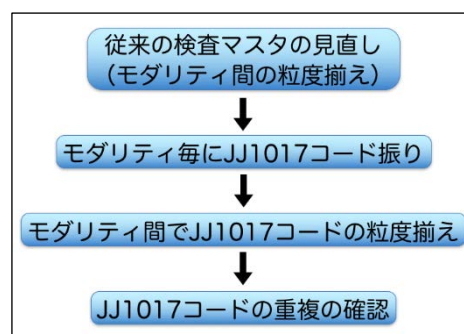 従来の検査マスタの見直し
（モダリティ間の粒度揃え）
モダリティ毎にJJ1017コード振り
モダリティ間でJJ1017コードの粒度揃え
JJ1017コードの重複の確認